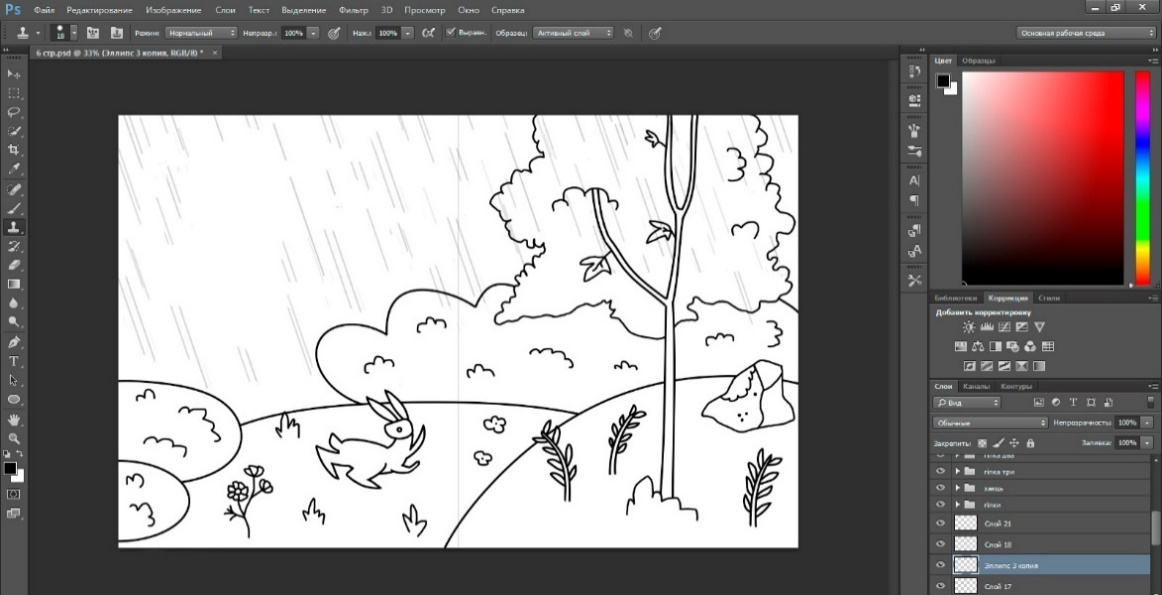 Ps Файл Редактирование Изображение Слои Текст Выделение Фильтр 3D Просмотр Окно Справка
18 Режим: Нормальный Непрозр.: 100% Наж.: 100% Выравн. Образец: Активный слой Основная рабочая среда
6 стр.psd @ 33% (Эллипс 3 копия, RGB/8) * ×
Цвет Образцы
Библиотеки Коррекция Стили
Добавить корректировку
Слои Каналы Контуры
Вид
Обычные Непрозрачность: 100%
Закрепить: Заливка: 100%
гілка два
гілка три
заєць
гілки
Слой 21
Слой 18
Эллипс 3 копия
Слой 17